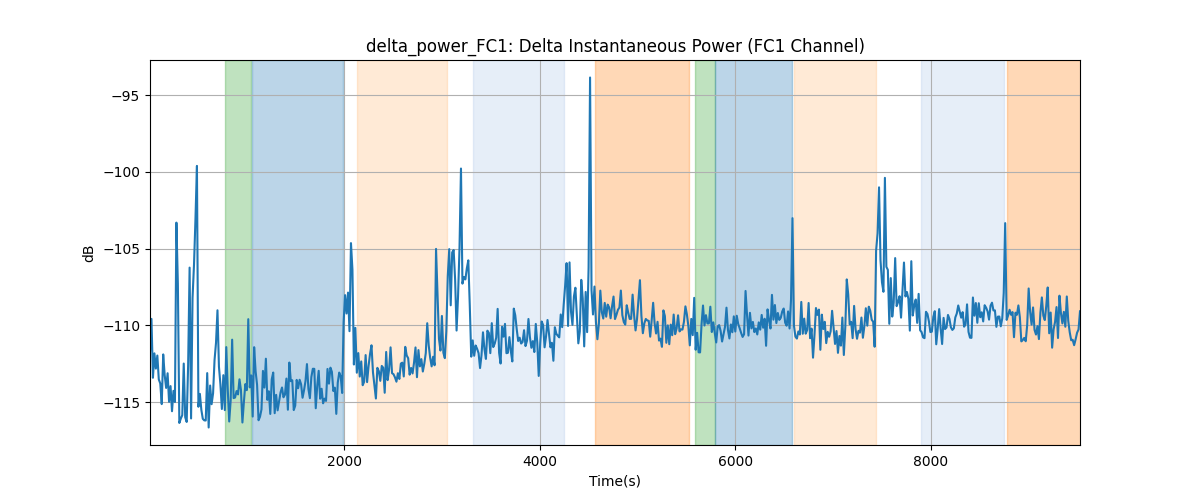 delta_power_FC1: Delta Instantaneous Power (FC1 Channel)
dB
−95
−100
−105
−110
−115
2000 4000 6000 8000
Time(s)